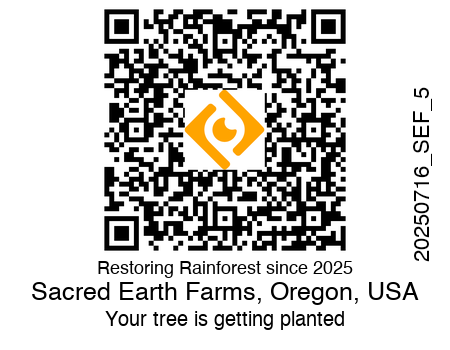 20250716_SEF_5
Restoring Rainforest since 2025
Sacred Earth Farms, Oregon, USA
Your tree is getting planted